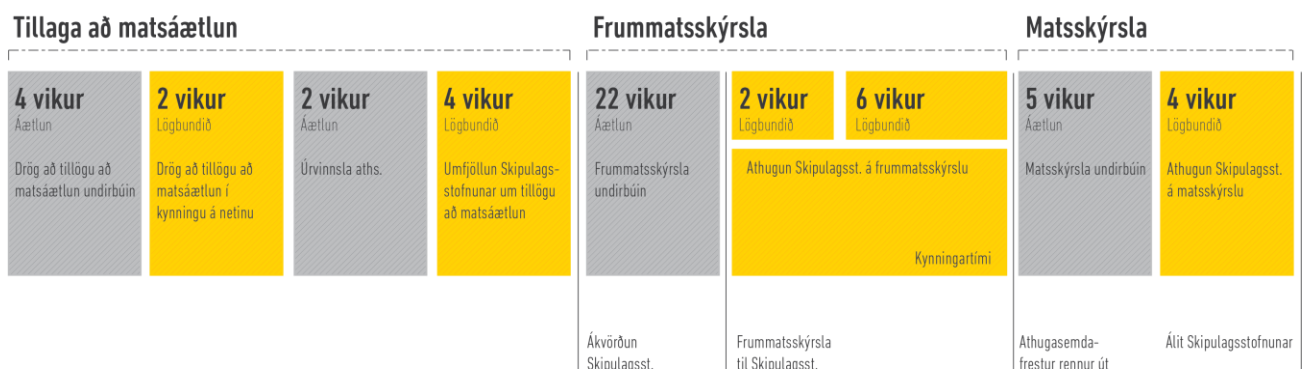 Tillaga að matsáætlun
Frummatsskýrsla
Matsskýrsla
4 vikur
Áætlun
Drög að tillögu að
matsáætlun undirbúin
2 vikur
Lögbundið
Drög að tillögu að
matsáætlun í
kynningu á netinu
2 vikur
Áætlun
Úrvinnsla aths.
4 vikur
Lögbundið
Umfjöllun Skipulags-
stofnunar um tillögu
að matsáætlun
22 vikur
Áætlun
Frummatsskýrsla
undirbúin
2 vikur
Lögbundið
6 vikur
Lögbundið
Athugun Skipulagsst. á frummatsskýrslu
Kynningartími
5 vikur
Áætlun
Matsskýrsla undirbúin
4 vikur
Lögbundið
Athugun Skipulagsst.
á matsskýrslu
Ákvörðun
Skipulagsst.
Frummatsskýrsla
til Skipulagsst.
Athugasemda-
frestur rennur út
Álit Skipulagsstofnunar